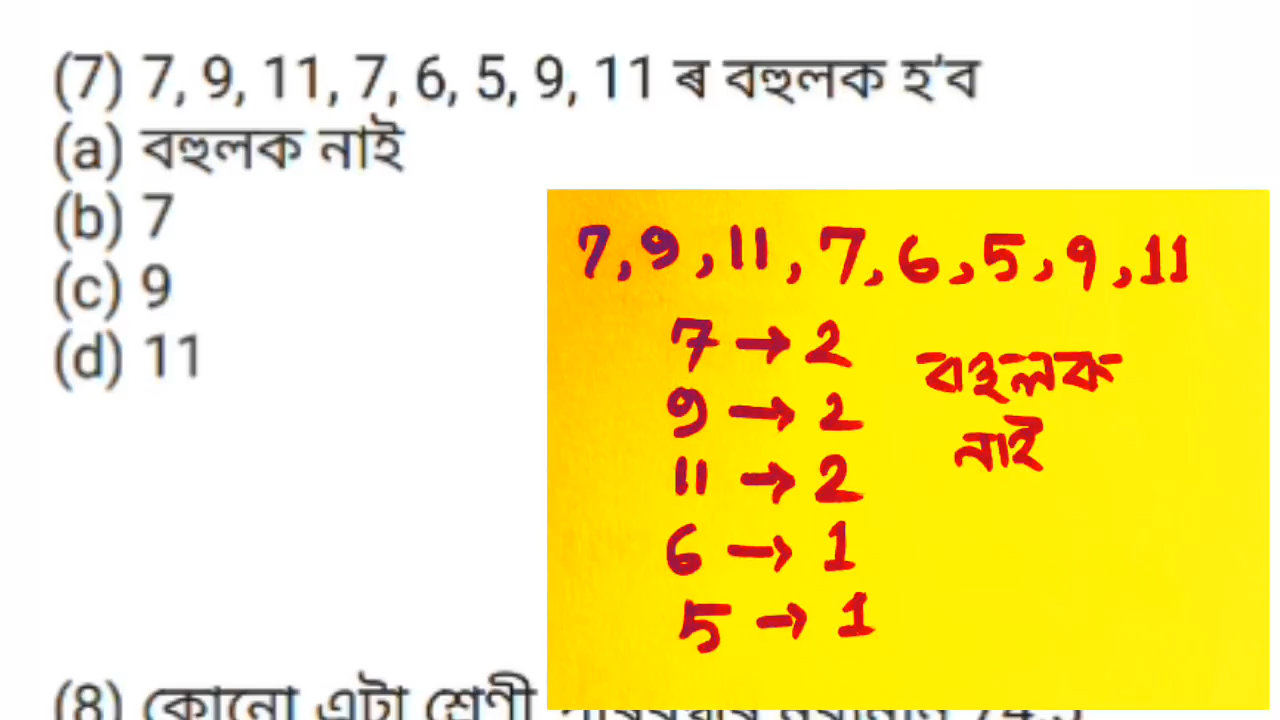 (7) 7, 9, 11, 7, 6, 5, 9, 11 ৰ বহুলক হ'ব
(a) বহুলক নাই
(b) 7
(c) 9
(d) 11
7, 9, 11, 7, 6, 5, 9, 11
7 → 2
9 → 2
11 → 2
6 → 1
5 → 1
বহুলক
নাই
(8) কোনো এটা শ্ৰেণী